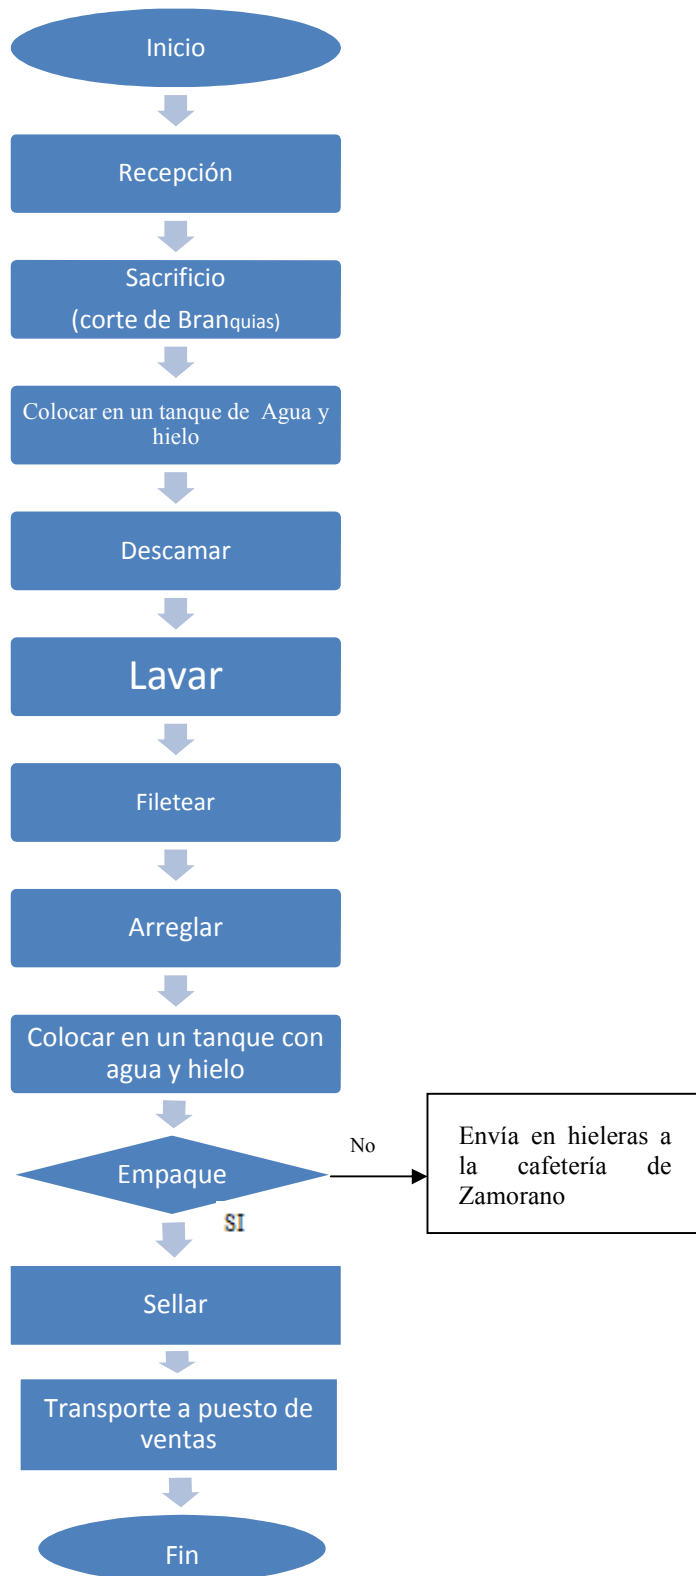 Inicio
Recepción
Sacrificio
(corte de Branquias)
Colocar en un tanque de Agua y
hielo
Descamar
Lavar
Filetear
Arreglar
Colocar en un tanque con
agua y hielo
Empaque
No
Envía en hieleras a
la cafetería de
Zamorano
SI
Sellar
Transporte a puesto de
ventas
Fin